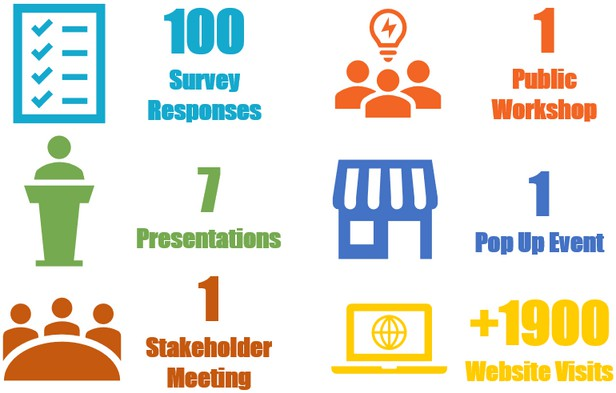 100
Survey
Responses
1
Public
Workshop
7
Presentations
1
Pop Up Event
1
Stakeholder
Meeting
+1900
Website Visits